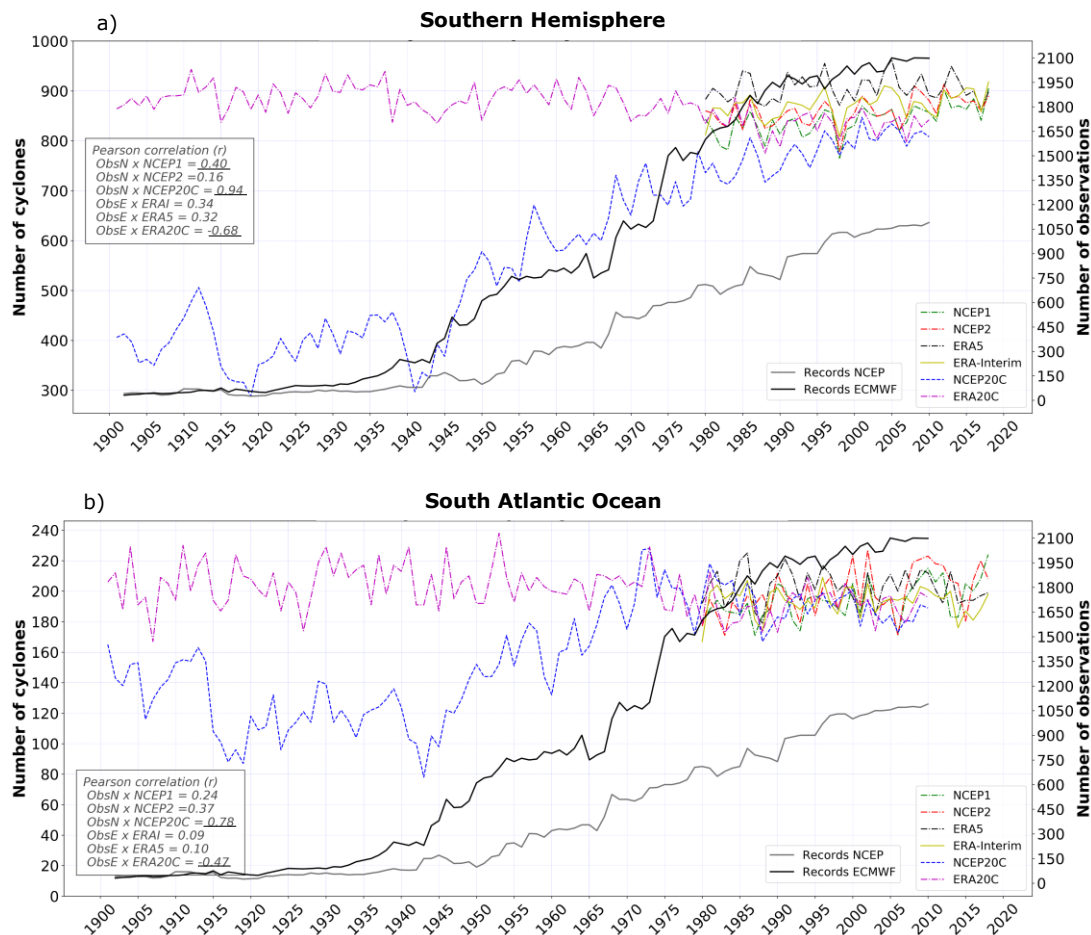 a)
Southern Hemisphere
Number of cyclones
1000
900
800
700
600
500
400
300
Pearson correlation (r)
ObsN x NCEP1 = 0.40
ObsN x NCEP2 =0.16
ObsN x NCEP20C = 0.94
ObsE x ERAI = 0.34
ObsE x ERA5 = 0.32
ObsE x ERA20C = -0.68
Records NCEP
Records ECMWF
NCEP1
NCEP2
ERA5
ERA-Interim
NCEP20C
ERA20C
2100
1950
1800
1650
1500
1350
1200
1050
900
750
600
450
300
150
0
Number of observations
1900 1905 1910 1915 1920 1925 1930 1935 1940 1945 1950 1955 1960 1965 1970 1975 1980 1985 1990 1995 2000 2005 2010 2015 2020
b)
South Atlantic Ocean
Number of cyclones
240
220
200
180
160
140
120
100
80
60
40
20
0
Pearson correlation (r)
ObsN x NCEP1 = 0.24
ObsN x NCEP2 =0.37
ObsN x NCEP20C = 0.78
ObsE x ERAI = 0.09
ObsE x ERA5 = 0.10
ObsE x ERA20C = -0.47
Records NCEP
Records ECMWF
NCEP1
NCEP2
ERA5
ERA-Interim
NCEP20C
ERA20C
2100
1950
1800
1650
1500
1350
1200
1050
900
750
600
450
300
150
0
Number of observations
1900 1905 1910 1915 1920 1925 1930 1935 1940 1945 1950 1955 1960 1965 1970 1975 1980 1985 1990 1995 2000 2005 2010 2015 2020